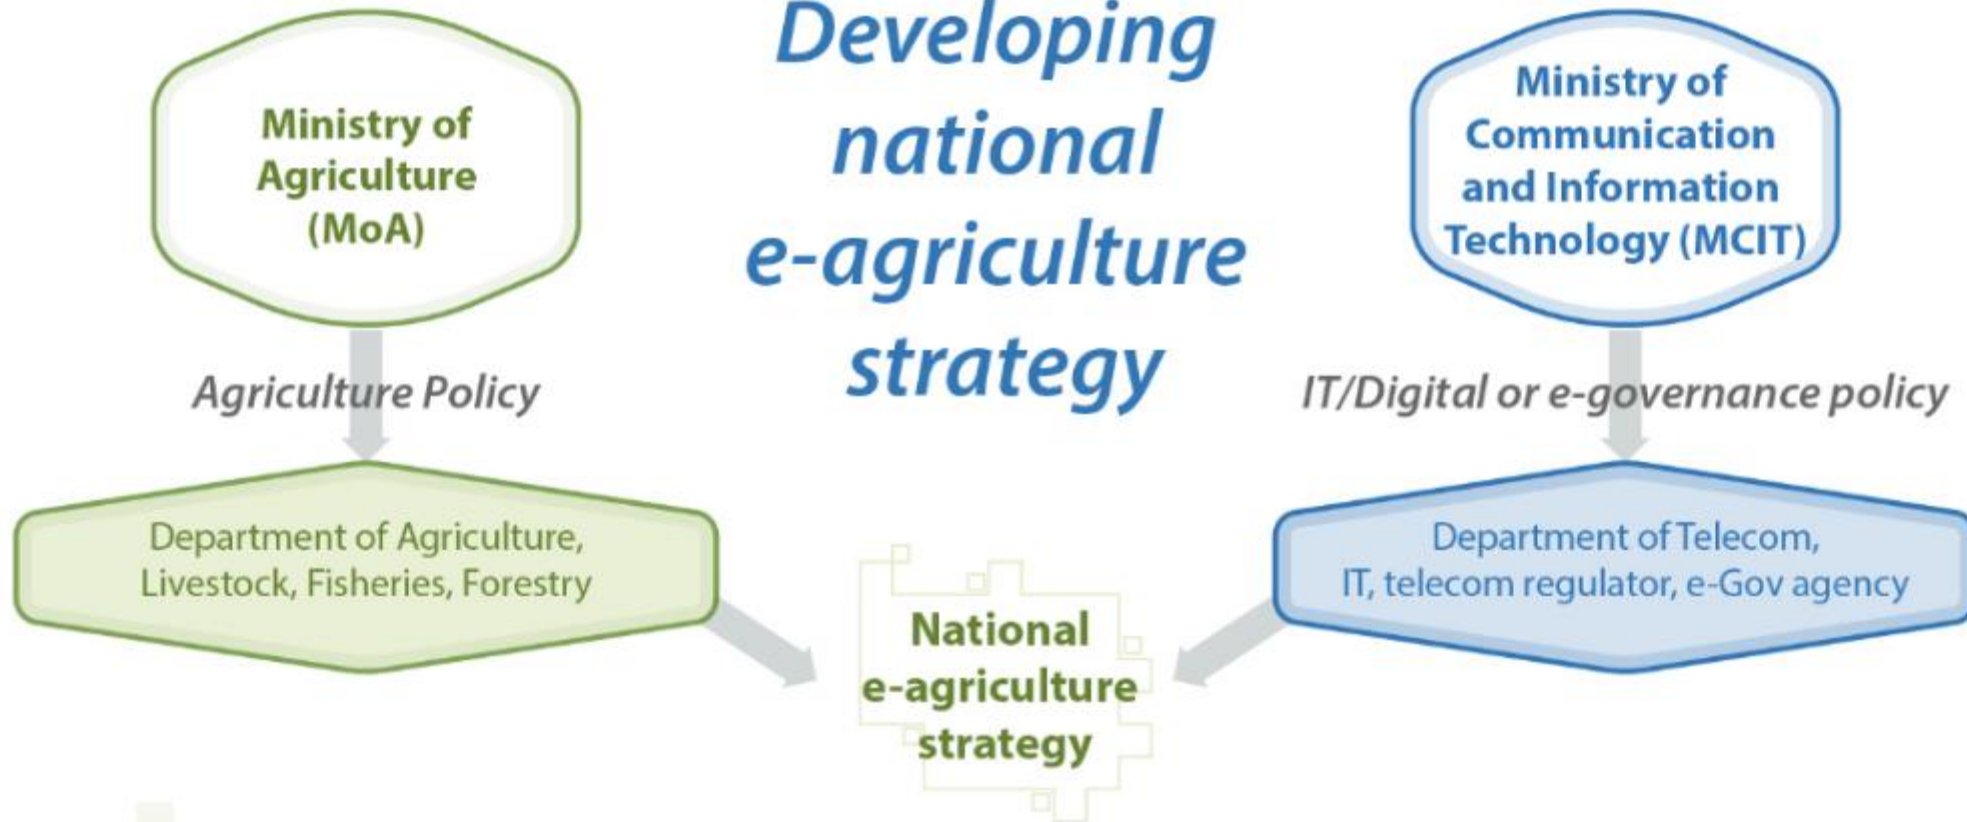 Developing
national
e-agriculture
strategy
Ministry of
Agriculture
(MoA)
Ministry of
Communication
and Information
Technology (MCIT)
Agriculture Policy
IT/Digital or e-governance policy
Department of Agriculture,
Livestock, Fisheries, Forestry
Department of Telecom,
IT, telecom regulator, e-Gov agency
National
e-agriculture
strategy